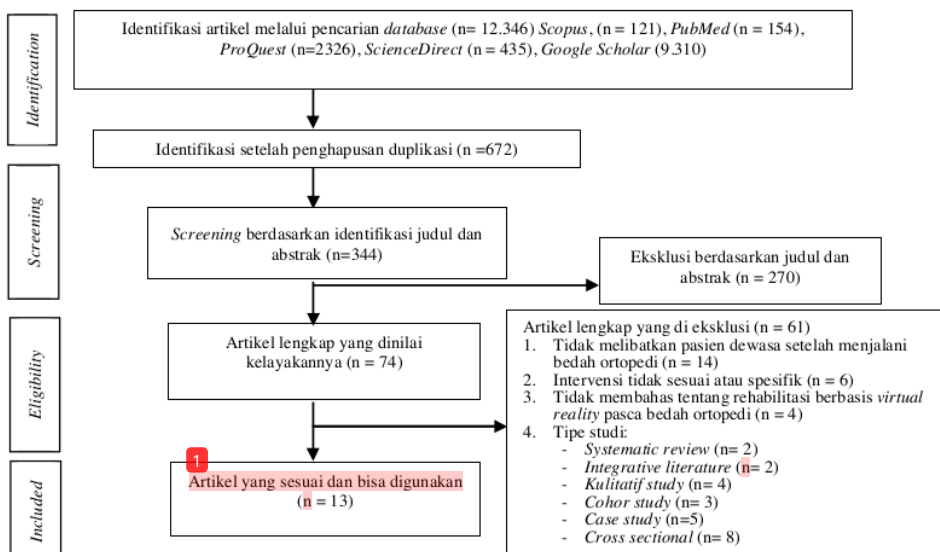 Identification
Identifikasi artikel melalui pencarian database (n= 12.346) Scopus, (n = 121), PubMed (n = 154),
ProQuest (n=2326), ScienceDirect (n = 435), Google Scholar (9.310)
Identifikasi setelah penghapusan duplikasi (n =672)
Screening
Screening berdasarkan identifikasi judul dan
abstrak (n=344)
Eksklusi berdasarkan judul dan
abstrak (n = 270)
Eligibility
Artikel lengkap yang dinilai
kelayakannya (n = 74)
Artikel lengkap yang di eksklusi (n = 61)
1. Tidak melibatkan pasien dewasa setelah menjalani
bedah ortopedi (n = 14)
2. Intervensi tidak sesuai atau spesifik (n = 6)
3. Tidak membahas tentang rehabilitasi berbasis virtual
reality pasca bedah ortopedi (n = 4)
4. Tipe studi:
- Systematic review (n= 2)
- Integrative literature (n= 2)
- Kulitatif study (n= 4)
- Cohor study (n= 3)
- Case study (n=5)
- Cross sectional (n= 8)
Included
1
Artikel yang sesuai dan bisa digunakan
(n = 13)